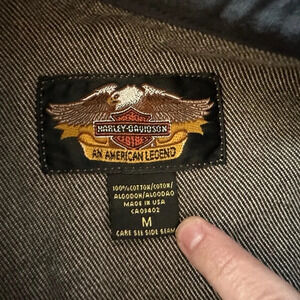 MOTOR
HARLEY-DAVIDSON
CYCLES
AN AMERICAN LEGEND
100% COTTON/COTON/
ALGODON/ALGODAO
MADE IN USA
CA03402
M
CARE SEE SIDE SEAM